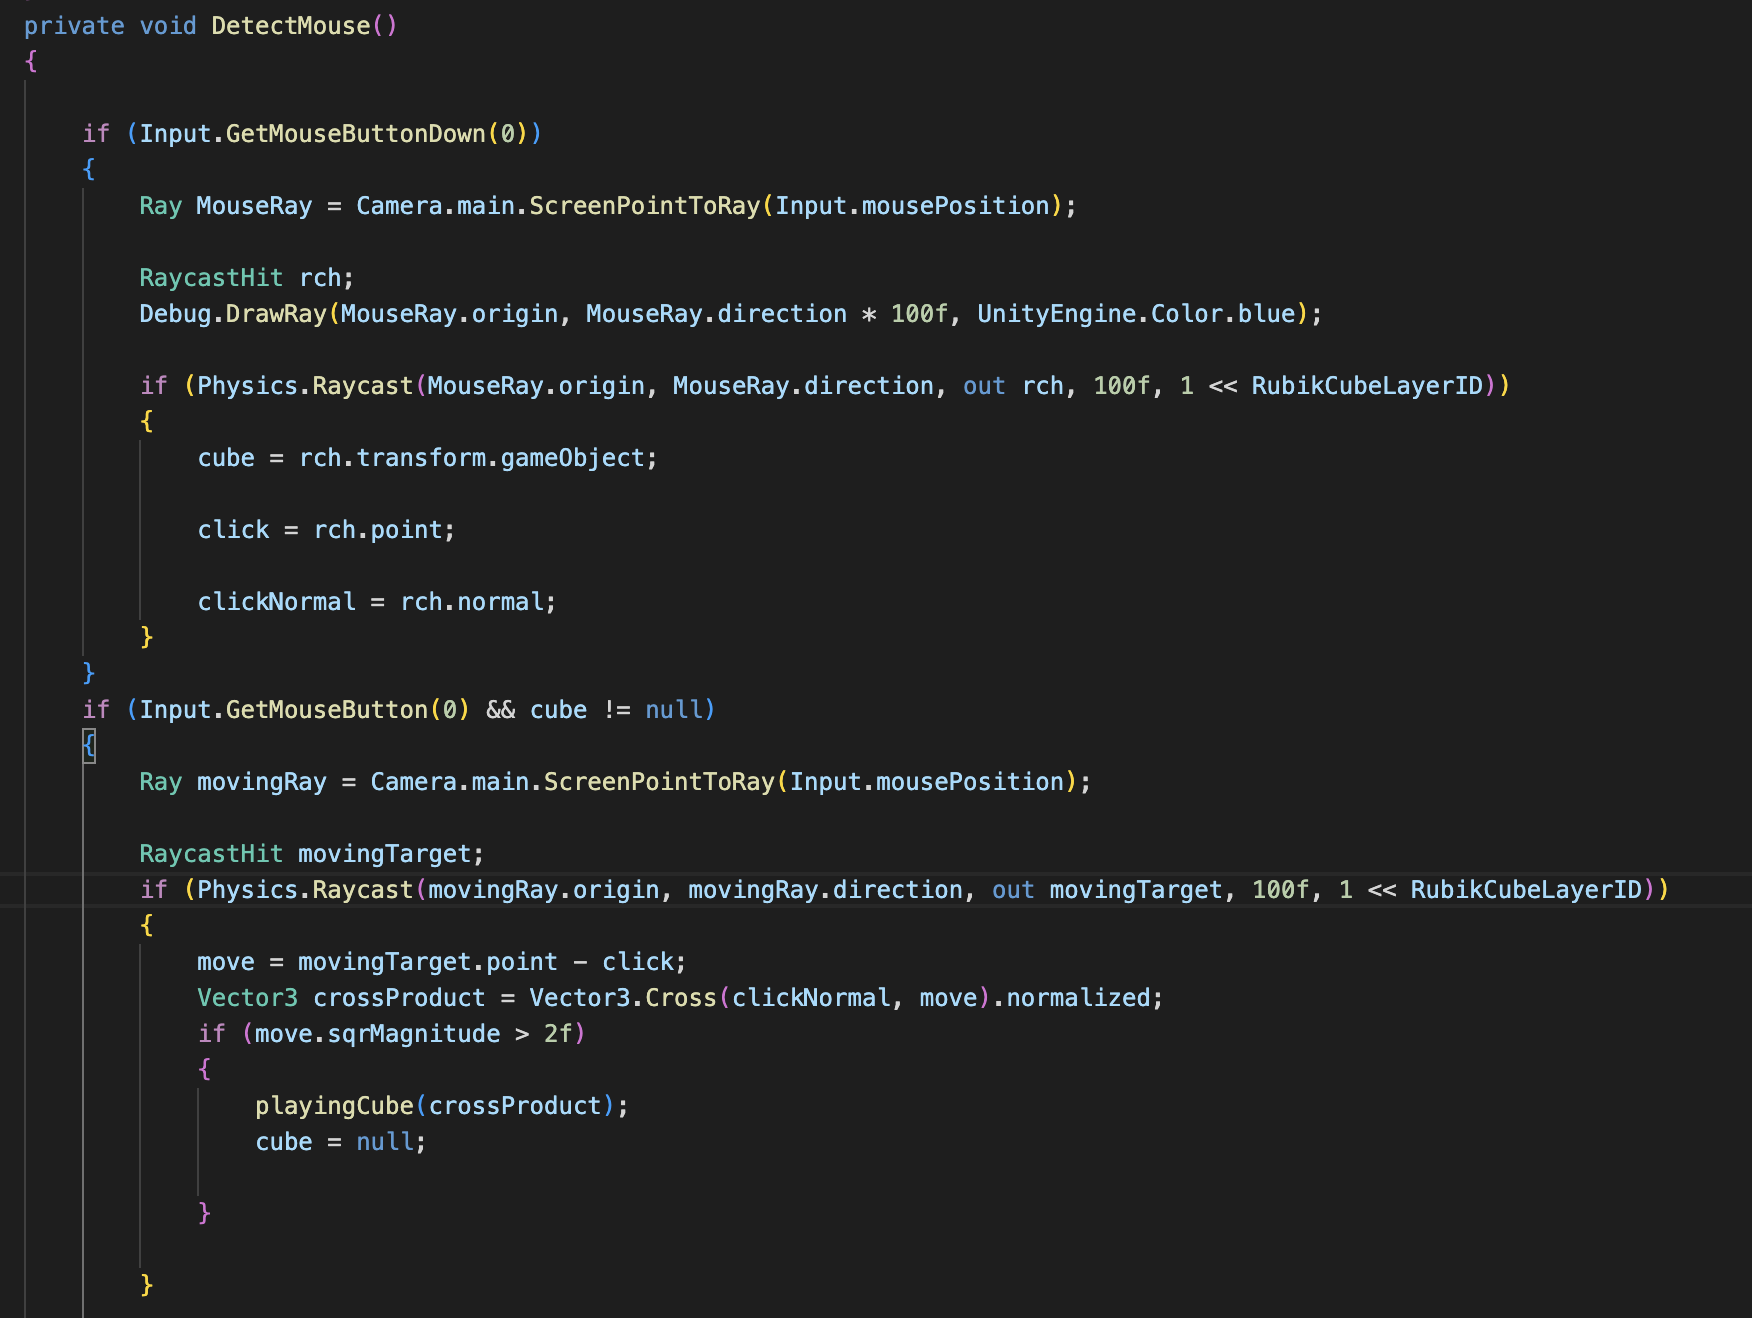 private void DetectMouse()
{
if (Input.GetMouseButtonDown(0))
{
Ray MouseRay = Camera.main.ScreenPointToRay(Input.mousePosition);
RaycastHit rch;
Debug.DrawRay(MouseRay.origin, MouseRay.direction * 100f, UnityEngine.Color.blue);
if (Physics.Raycast(MouseRay.origin, MouseRay.direction, out rch, 100f, 1 << RubikCubeLayerID))
{
cube = rch.transform.gameObject;
click = rch.point;
clickNormal = rch.normal;
}
}
if (Input.GetMouseButton(0) && cube != null)
{
Ray movingRay = Camera.main.ScreenPointToRay(Input.mousePosition);
RaycastHit movingTarget;
if (Physics.Raycast(movingRay.origin, movingRay.direction, out movingTarget, 100f, 1 << RubikCubeLayerID))
{
move = movingTarget.point - click;
Vector3 crossProduct = Vector3.Cross(clickNormal, move).normalized;
if (move.sqrMagnitude > 2f)
{
playingCube(crossProduct);
cube = null;
}
}